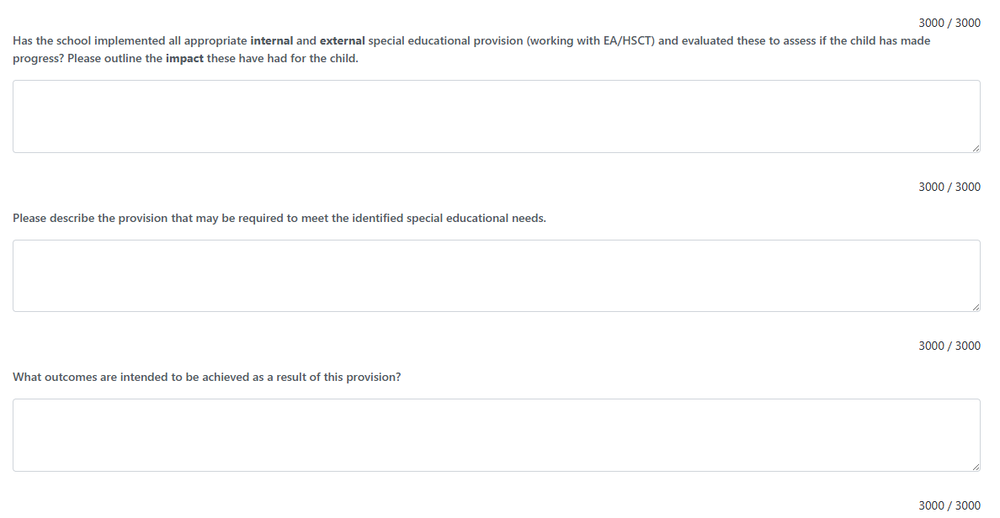 3000 / 3000
Has the school implemented all appropriate internal and external special educational provision (working with EA/HSCT) and evaluated these to assess if the child has made
progress? Please outline the impact these have had for the child.
3000 / 3000
Please describe the provision that may be required to meet the identified special educational needs.
3000 / 3000
What outcomes are intended to be achieved as a result of this provision?
3000 / 3000